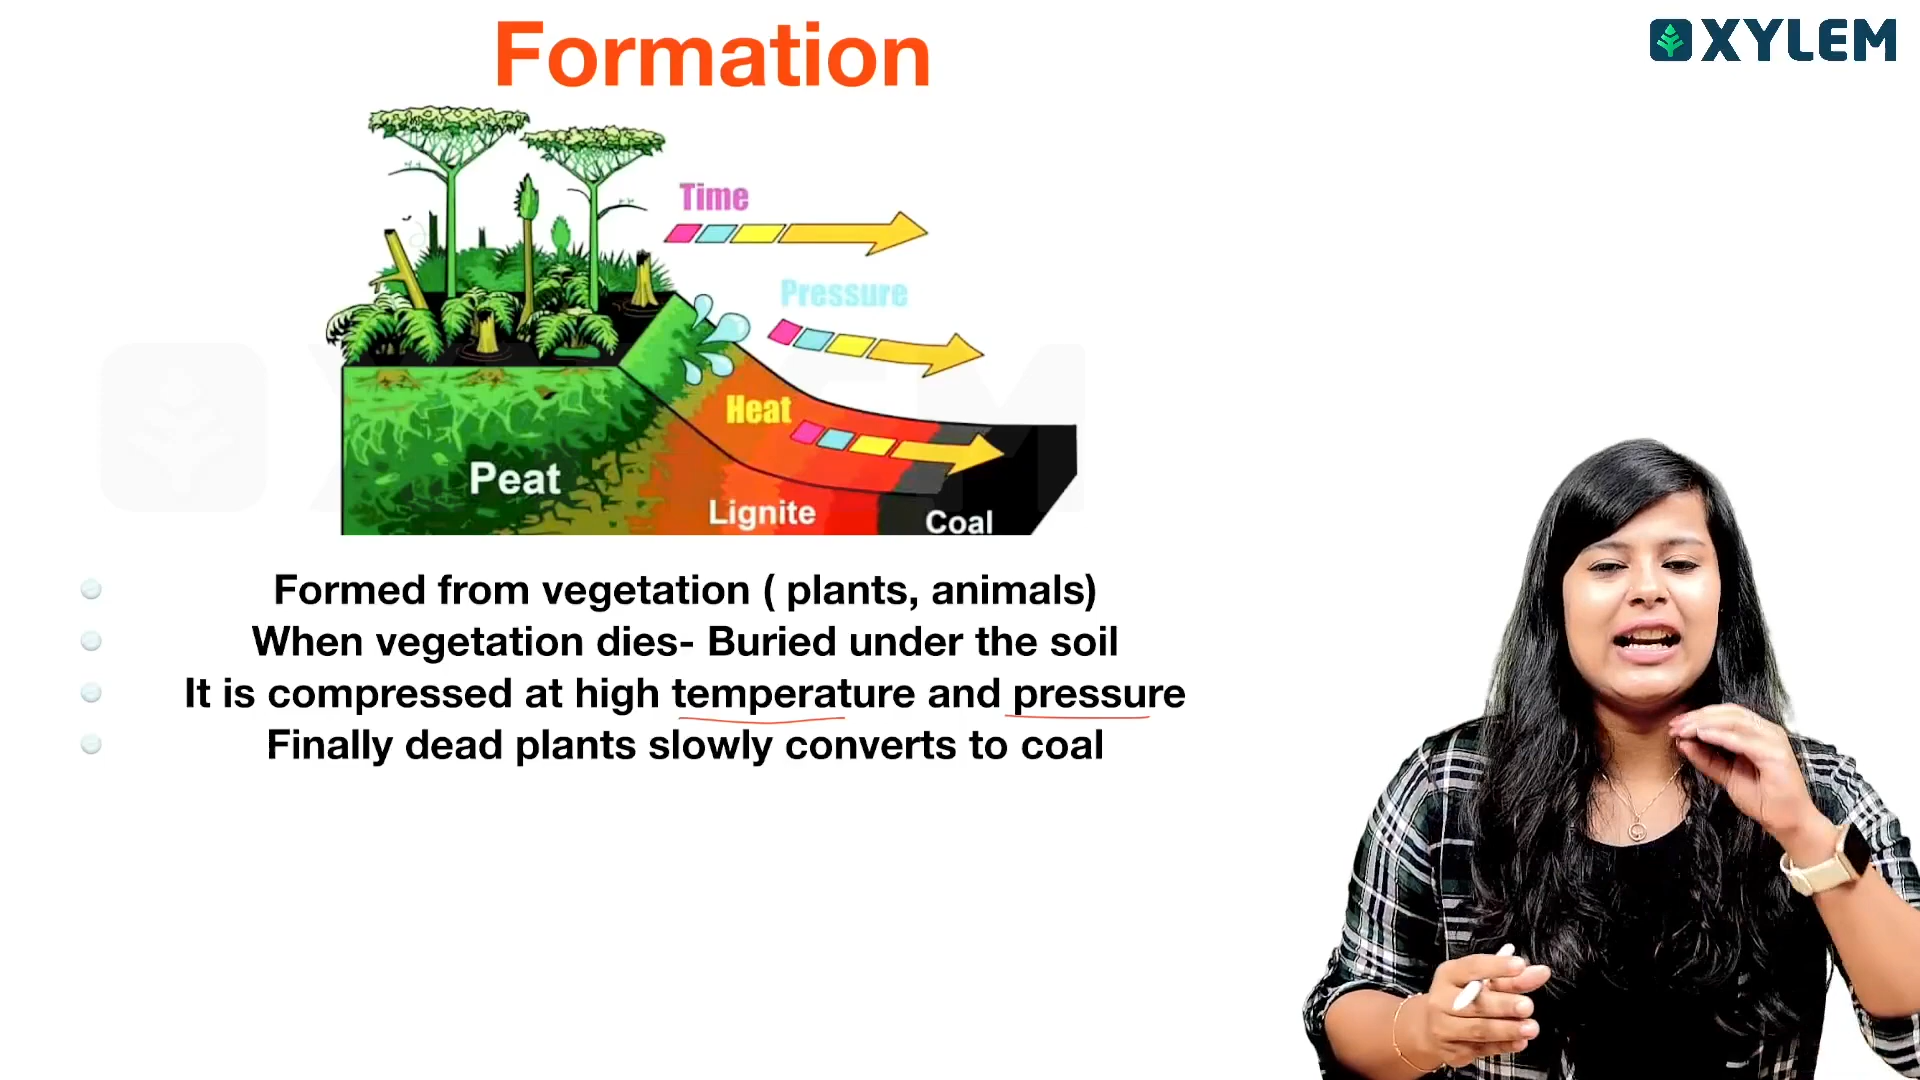 Formation
XYLEM
Time
Pressure
Heat
Peat
Lignite
Coal
Formed from vegetation ( plants, animals)
When vegetation dies- Buried under the soil
It is compressed at high temperature and pressure
Finally dead plants slowly converts to coal